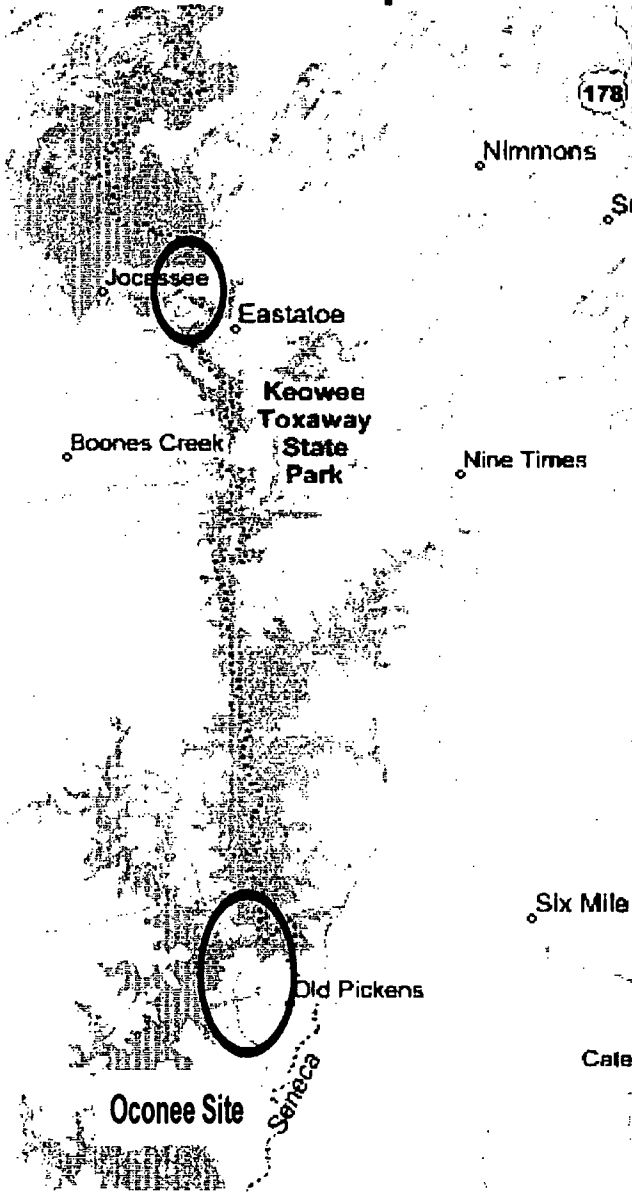 178
Nimmons
Jocassee
Eastatoe
Keowee
Toxaway
State
Park
Boones Creek
Nine Times
Six Mile
Old Pickens
Seneca
Oconee Site